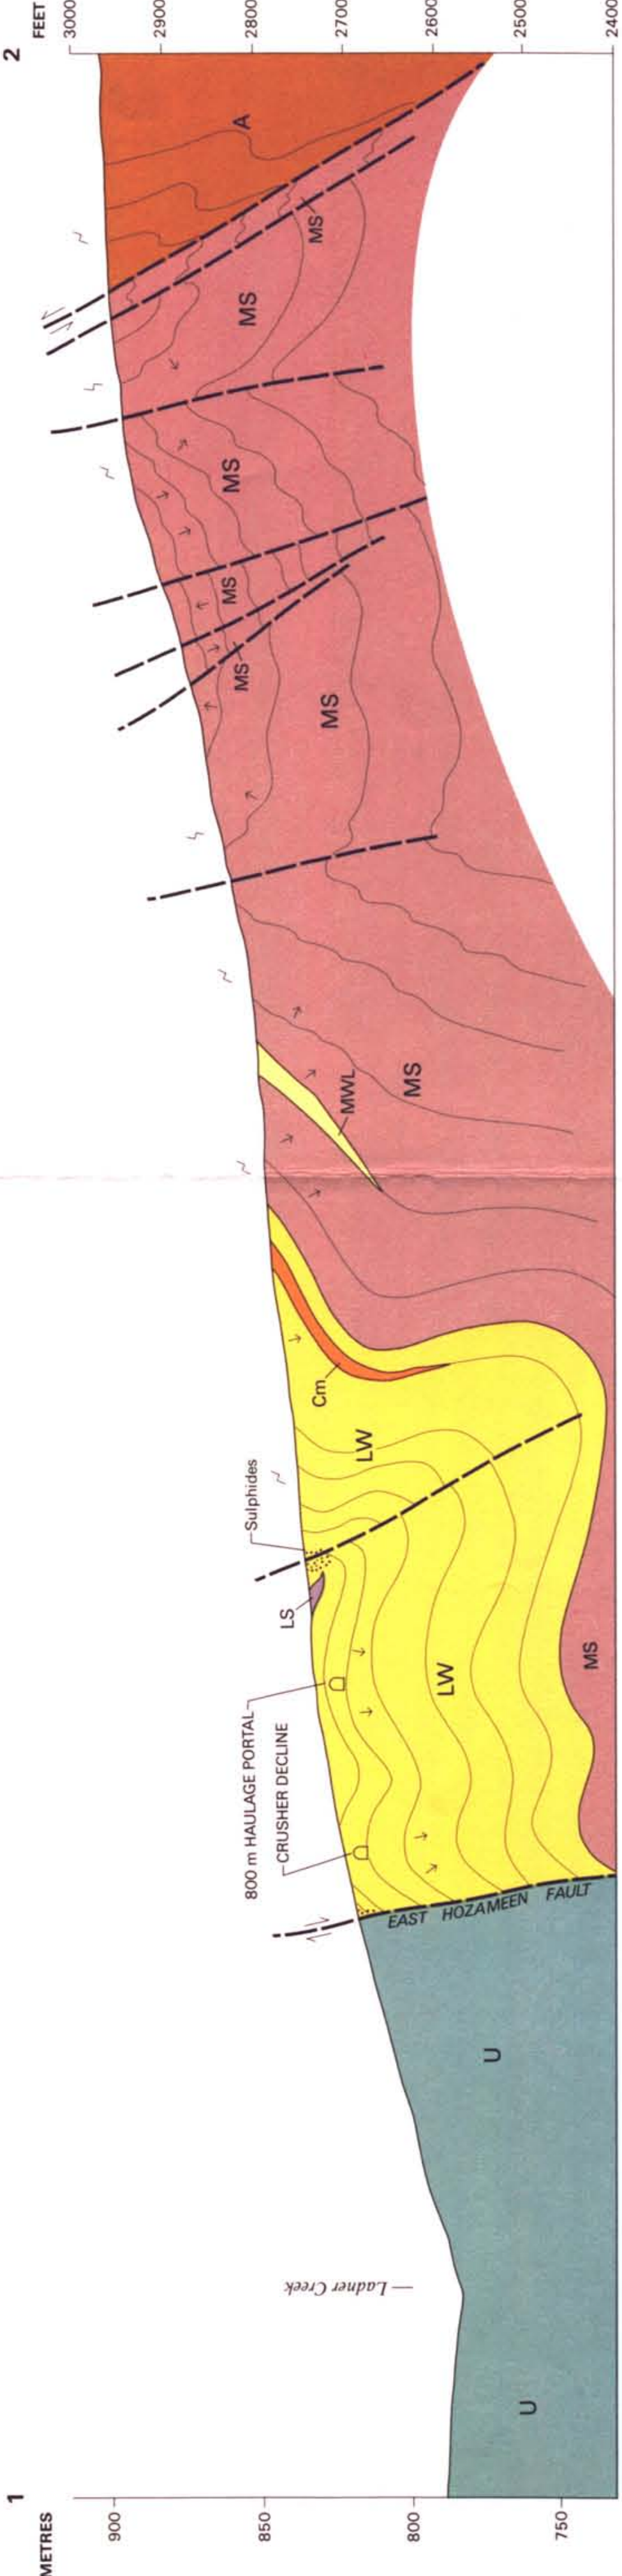 1
2
METRES
900
850
800
750
FEET
3000
2900
2800
2700
2600
2500
2400
Ladner Creek
U
U
EAST HOZAMEEN FAULT
800 m HAULAGE PORTAL
CRUSHER DECLINE
LS
Sulphides
LW
LW
Cm
MS
MWL
MS
MS
MS
MS
MS
MS
MS
A